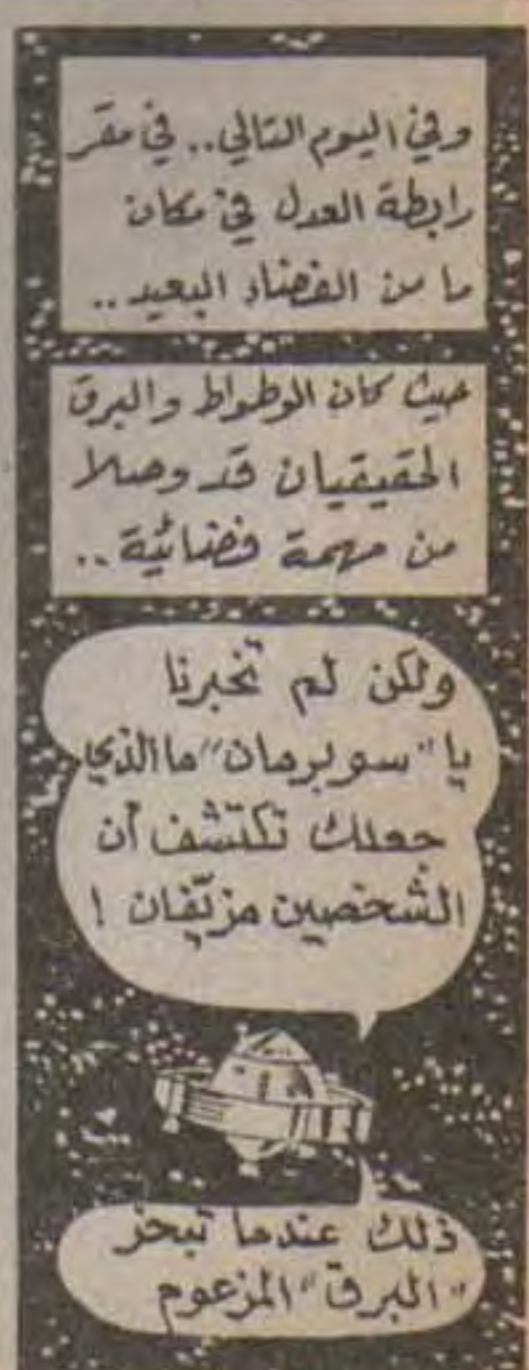 وفي اليوم التالي.. في مقر
رابطة العدل في مكان
ما من الفضاء البعيد..
حيث كان الوطواط والبرق
الحقيقيان قد وصلا
من مهمة فضائية..
ولكن لم تخبرنا
يا "سوبرمان" ما الذي
جعلك تكتشف أن
الشخصين مزيّفان !
ذلك عندما تبخر
"البرق" المزعوم